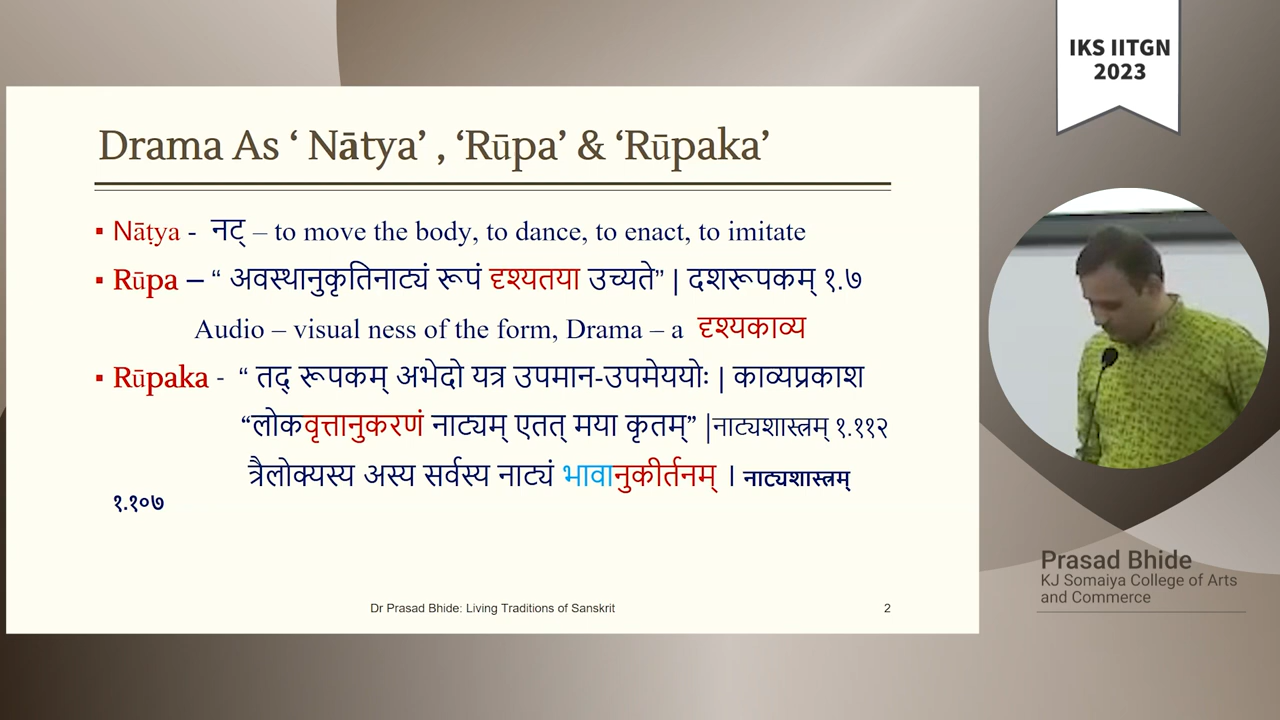 IKS IITGN
2023
Drama As ‘ Nātya’ , ‘Rūpa’ & ‘Rūpaka’
▪ Nāṭya - नट् – to move the body, to dance, to enact, to imitate
▪ Rūpa – “ अवस्थानुकृतिनाट्यं रूपं दृश्यतया उच्यते” | दशरूपकम् १.७
Audio – visual ness of the form, Drama – a दृश्यकाव्य
▪ Rūpaka - “ तद् रूपकम् अभेदो यत्र उपमान-उपमेययोः | काव्यप्रकाश
“लोकवृत्तानुकरणं नाट्यम् एतत् मया कृतम्” |नाट्यशास्त्रम् १.११२
त्रैलोक्यस्य अस्य सर्वस्य नाट्यं भावानुकीर्तनम् । नाट्यशास्त्रम्
१.१०७
Dr Prasad Bhide: Living Traditions of Sanskrit 2
Prasad Bhide
KJ Somaiya College of Arts
and Commerce